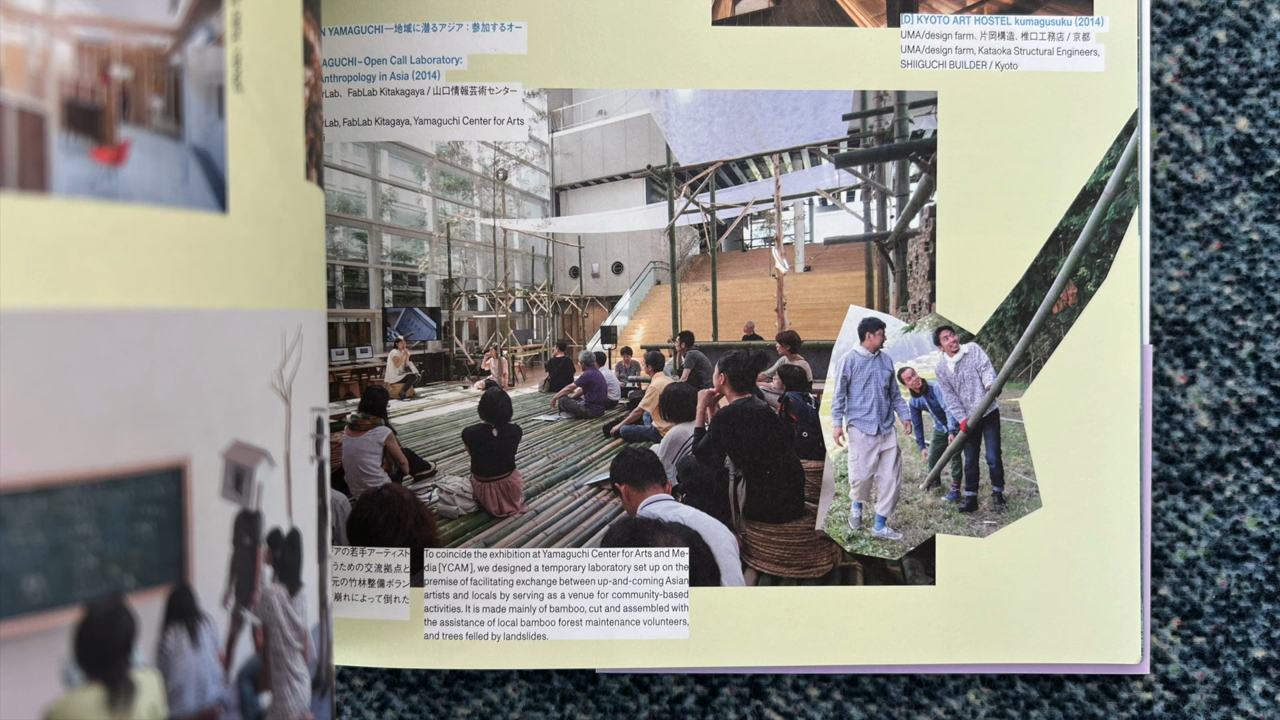 N YAMAGUCHI―地域に潜るアジア：参加するオー
AGUCHI–Open Call Laboratory:
Anthropology in Asia (2014)
rLab、FabLab Kitakagaya / 山口情報芸術センター
rLab, FabLab Kitagaya, Yamaguchi Center for Arts
[D] KYOTO ART HOSTEL kumagusuku (2014)
UMA/design farm、片岡構造、椎口工務店 / 京都
UMA/design farm, Kataoka Structural Engineers,
SHIIGUCHI BUILDER / Kyoto
アの若手アーティスト
うための交流拠点と
元の竹林整備ボラン
崩れによって倒れた
To coincide the exhibition at Yamaguchi Center for Arts and Me-
dia [YCAM], we designed a temporary laboratory set up on the
premise of facilitating exchange between up-and-coming Asian
artists and locals by serving as a venue for community-based
activities. It is made mainly of bamboo, cut and assembled with
the assistance of local bamboo forest maintenance volunteers,
and trees felled by landslides.